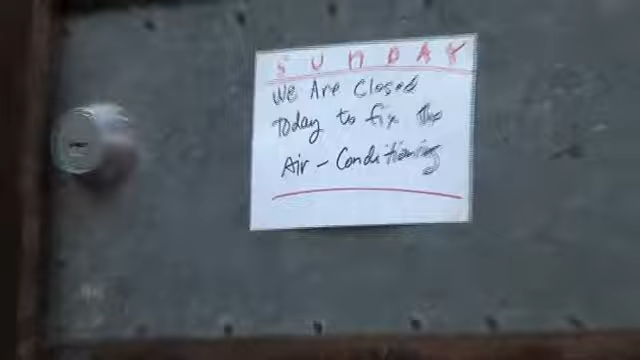 SUNDAY
We Are Closed
Today to fix the
Air-Conditioning